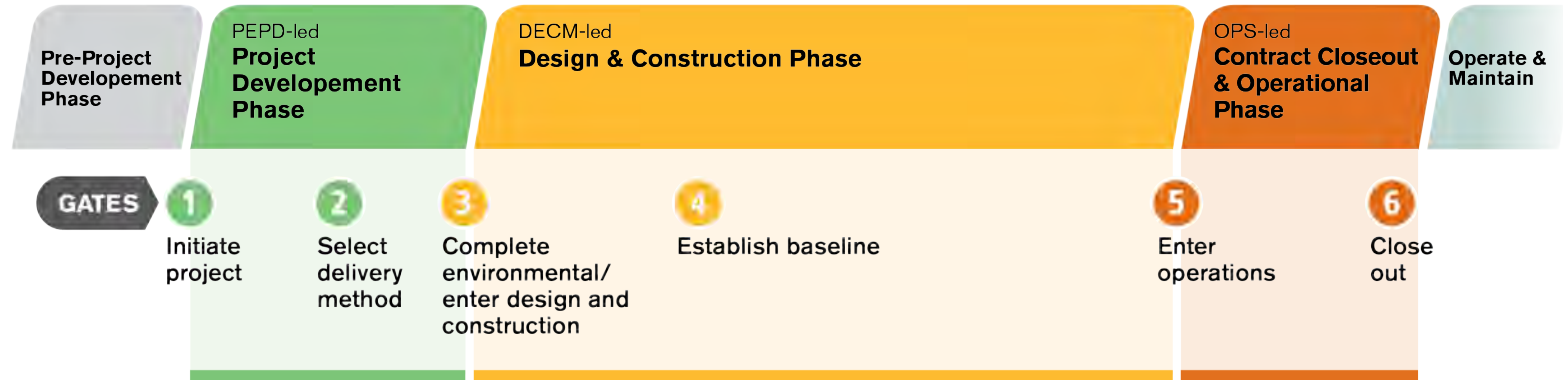 Pre-Project
Developement
Phase
PEPD-led
Project
Developement
Phase
DECM-led
Design & Construction Phase
OPS-led
Contract Closeout
& Operational
Phase
Operate &
Maintain
GATES
1
Initiate
project
2
Select
delivery
method
3
Complete
environmental/
enter design and
construction
4
Establish baseline
5
Enter
operations
6
Close
out